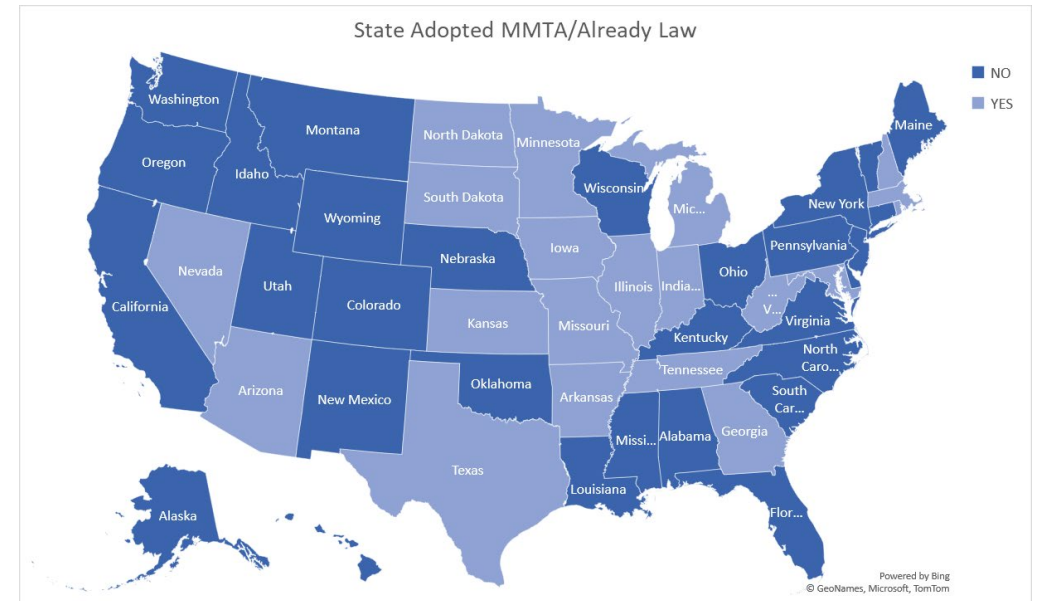 State Adopted MMTA/Already Law
NO
YES
Washington
Montana
North Dakota
Minnesota
Maine
Oregon
Idaho
Wisconsin
South Dakota
New York
Mic...
Wyoming
Iowa
Pennsylvania
Nebraska
Nevada
Ohio
Utah
Illinois
India...
...
V...
California
Colorado
Kansas
Missouri
Virginia
Kentucky
North
Caro...
Tennessee
Arizona
New Mexico
Oklahoma
Arkansas
South
Car...
Missi...
Alabama
Georgia
Texas
Louisiana
Flor...
Alaska
Powered by Bing
© GeoNames, Microsoft, TomTom